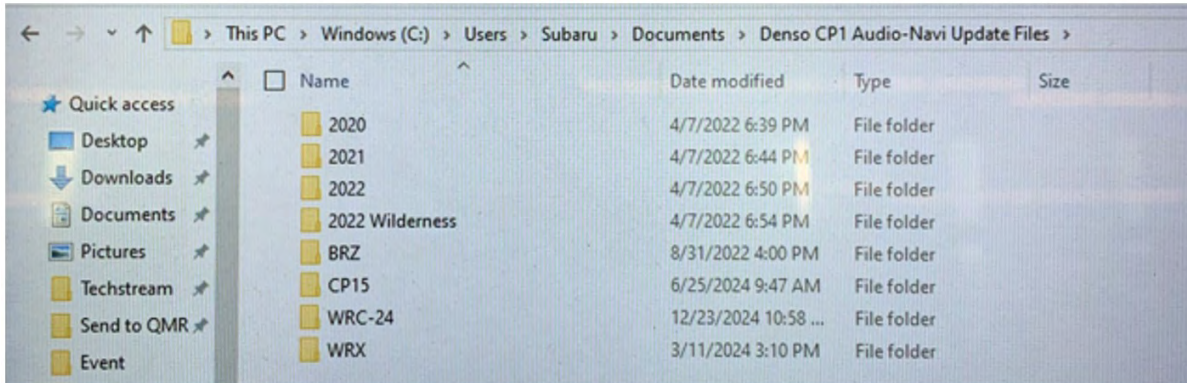 This PC > Windows (C:) > Users > Subaru > Documents > Denso CP1 Audio-Navi Update Files >
Name Date modified Type Size
Quick access
Desktop
Downloads
Documents
Pictures
Techstream
Send to QMR
Event
2020 4/7/2022 6:39 PM File folder
2021 4/7/2022 6:44 PM File folder
2022 4/7/2022 6:50 PM File folder
2022 Wilderness 4/7/2022 6:54 PM File folder
BRZ 8/31/2022 4:00 PM File folder
CP15 6/25/2024 9:47 AM File folder
WRC-24 12/23/2024 10:58 ... File folder
WRX 3/11/2024 3:10 PM File folder